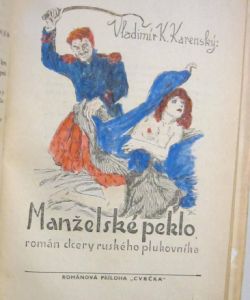 Vladimír K. Karenský:
Manželské peklo
román dcery ruského plukovníka
ROMÁNOVÁ PŘÍLOHA „CVRČKA“